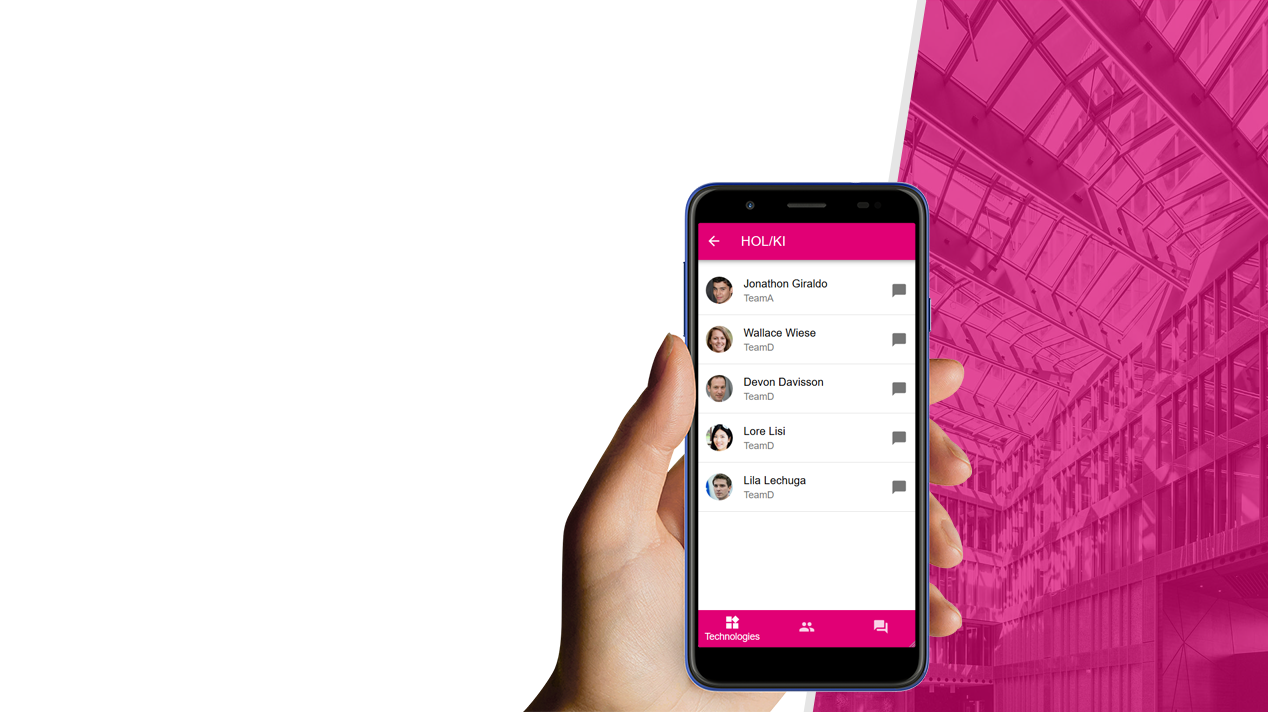 HOL/KI
Jonathon Giraldo
TeamA
Wallace Wiese
TeamD
Devon Davisson
TeamD
Lore Lisi
TeamD
Lila Lechuga
TeamD
Technologies